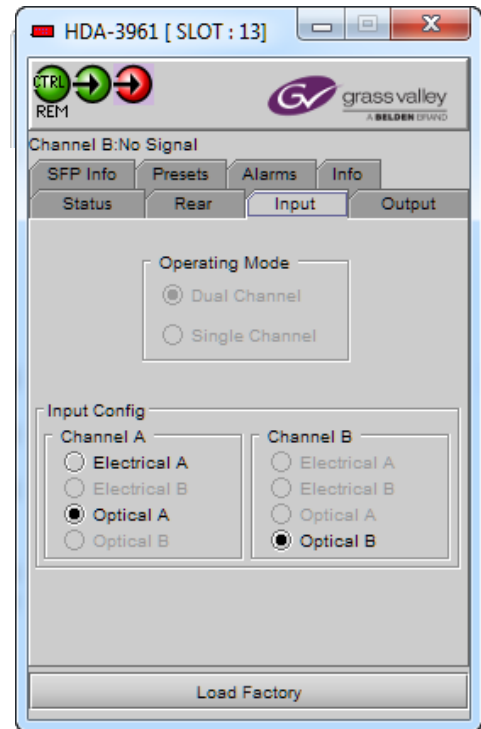 HDA-3961 [ SLOT : 13]
CTRL
REM
grass valley
A BELDEN BRAND
Channel B:No Signal
SFP Info Presets Alarms Info
Status Rear Input Output
Operating Mode
Dual Channel
Single Channel
Input Config
Channel A
Electrical A
Electrical B
Optical A
Optical B
Channel B
Electrical A
Electrical B
Optical A
Optical B
Load Factory